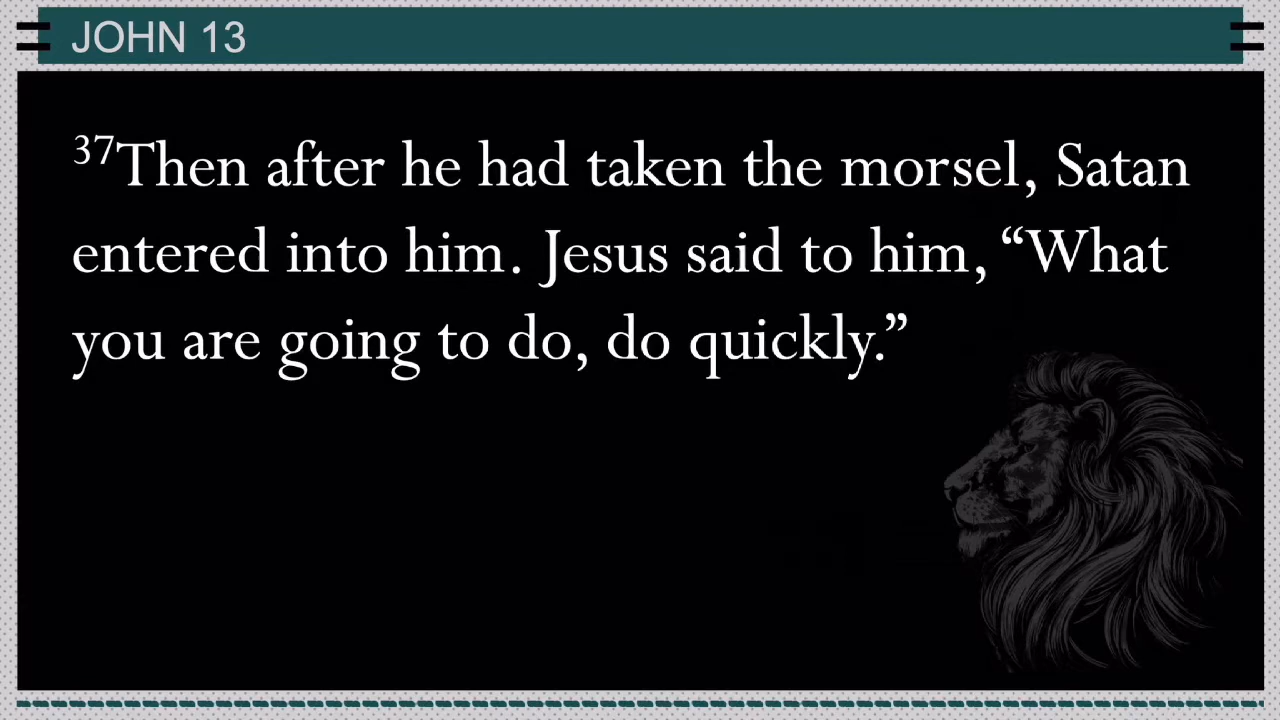 JOHN 13
37Then after he had taken the morsel, Satan
entered into him. Jesus said to him, “What
you are going to do, do quickly.”